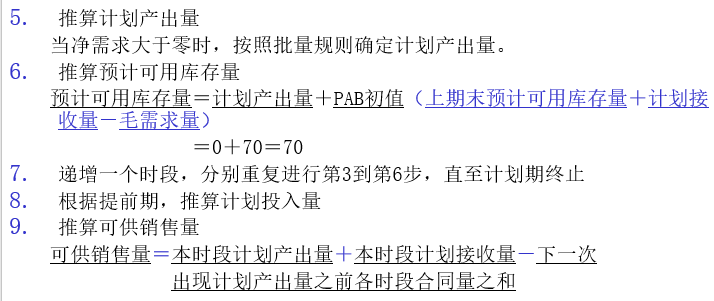 5. 推算计划产出量
当净需求大于零时，按照批量规则确定计划产出量。
6. 推算预计可用库存量
预计可用库存量＝计划产出量＋PAB初值（上期末预计可用库存量＋计划接
收量－毛需求量）
＝0＋70＝70
7. 递增一个时段，分别重复进行第3到第6步，直至计划期终止
8. 根据提前期，推算计划投入量
9. 推算可供销售量
可供销售量＝本时段计划产出量＋本时段计划接收量－下一次
出现计划产出量之前各时段合同量之和